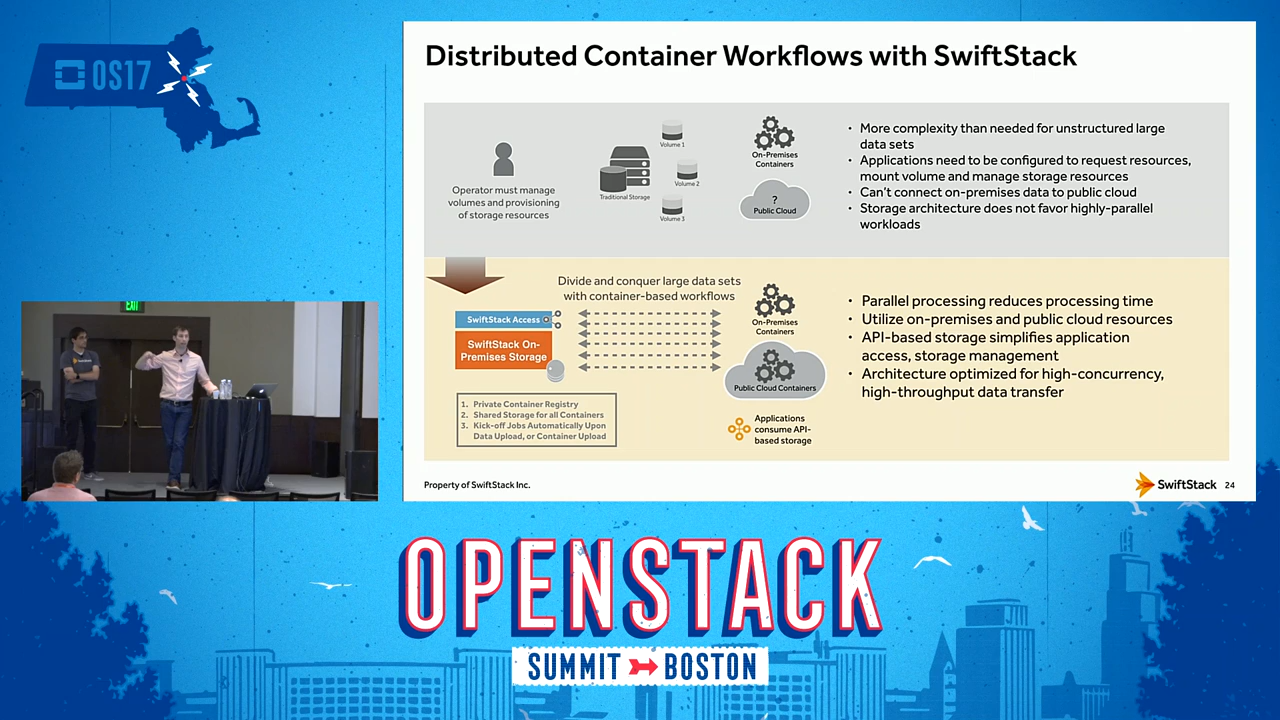 OS17
Distributed Container Workflows with SwiftStack
Operator must manage
volumes and provisioning
of storage resources
Traditional Storage
Volume 1
Volume 2
Volume 3
On-Premises
Containers
?
Public Cloud
• More complexity than needed for unstructured large
data sets
• Applications need to be configured to request resources,
mount volume and manage storage resources
• Can't connect on-premises data to public cloud
• Storage architecture does not favor highly-parallel
workloads
Divide and conquer large data sets
with container-based workflows
SwiftStack Access
SwiftStack On-
Premises Storage
1. Private Container Registry
2. Shared Storage for all Containers
3. Kick-off Jobs Automatically Upon
Data Upload, or Container Upload
On-Premises
Containers
Public Cloud Containers
Applications
consume API-
based storage
• Parallel processing reduces processing time
• Utilize on-premises and public cloud resources
• API-based storage simplifies application
access, storage management
• Architecture optimized for high-concurrency,
high-throughput data transfer
Property of SwiftStack Inc.
SwiftStack 24
EXIT
OPENSTACK
SUMMIT BOSTON